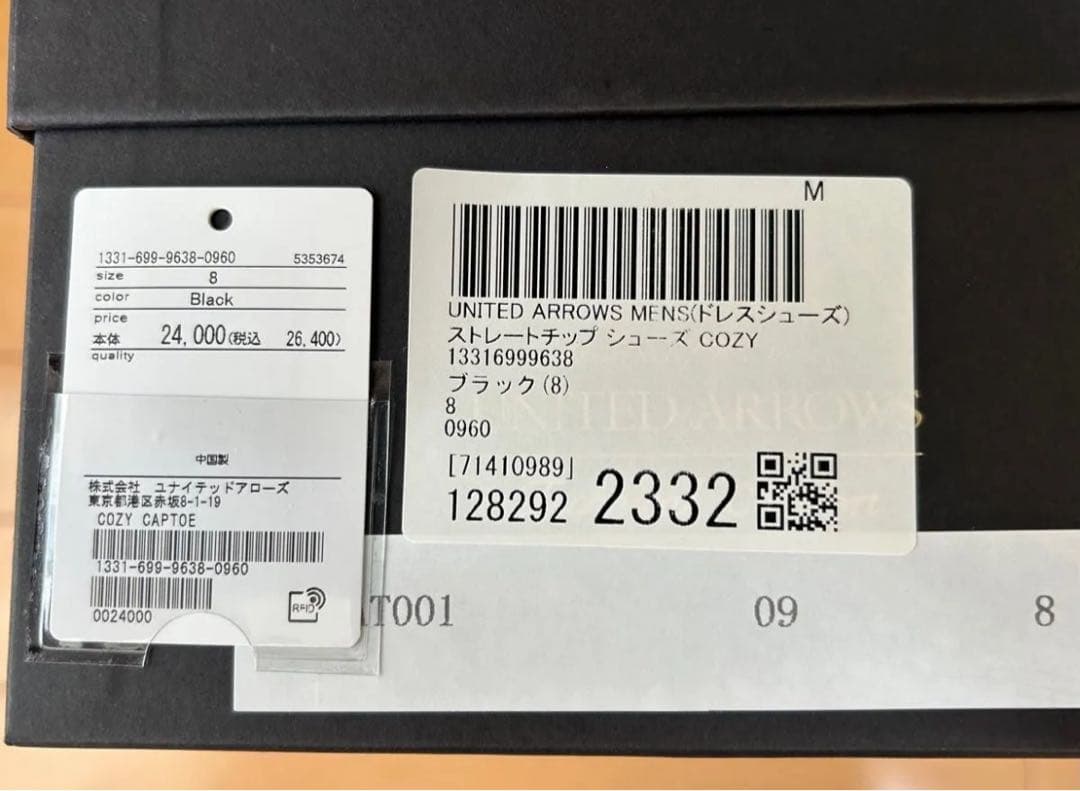 1331-699-9638-0960 5353674
size 8
color Black
price
本体 24,000(税込 26,400)
quality
中国製
株式会社 ユナイテッドアローズ
東京都港区赤坂8-1-19
COZY CAPTOE
1331-699-9638-0960
0024000
RFID
M
UNITED ARROWS MENS(ドレスシューズ)
ストレートチップ シューズ COZY
13316999638
ブラック(8)
8
0960
[71410989]
128292 2332
UNITED ARROWS
T001 09 8